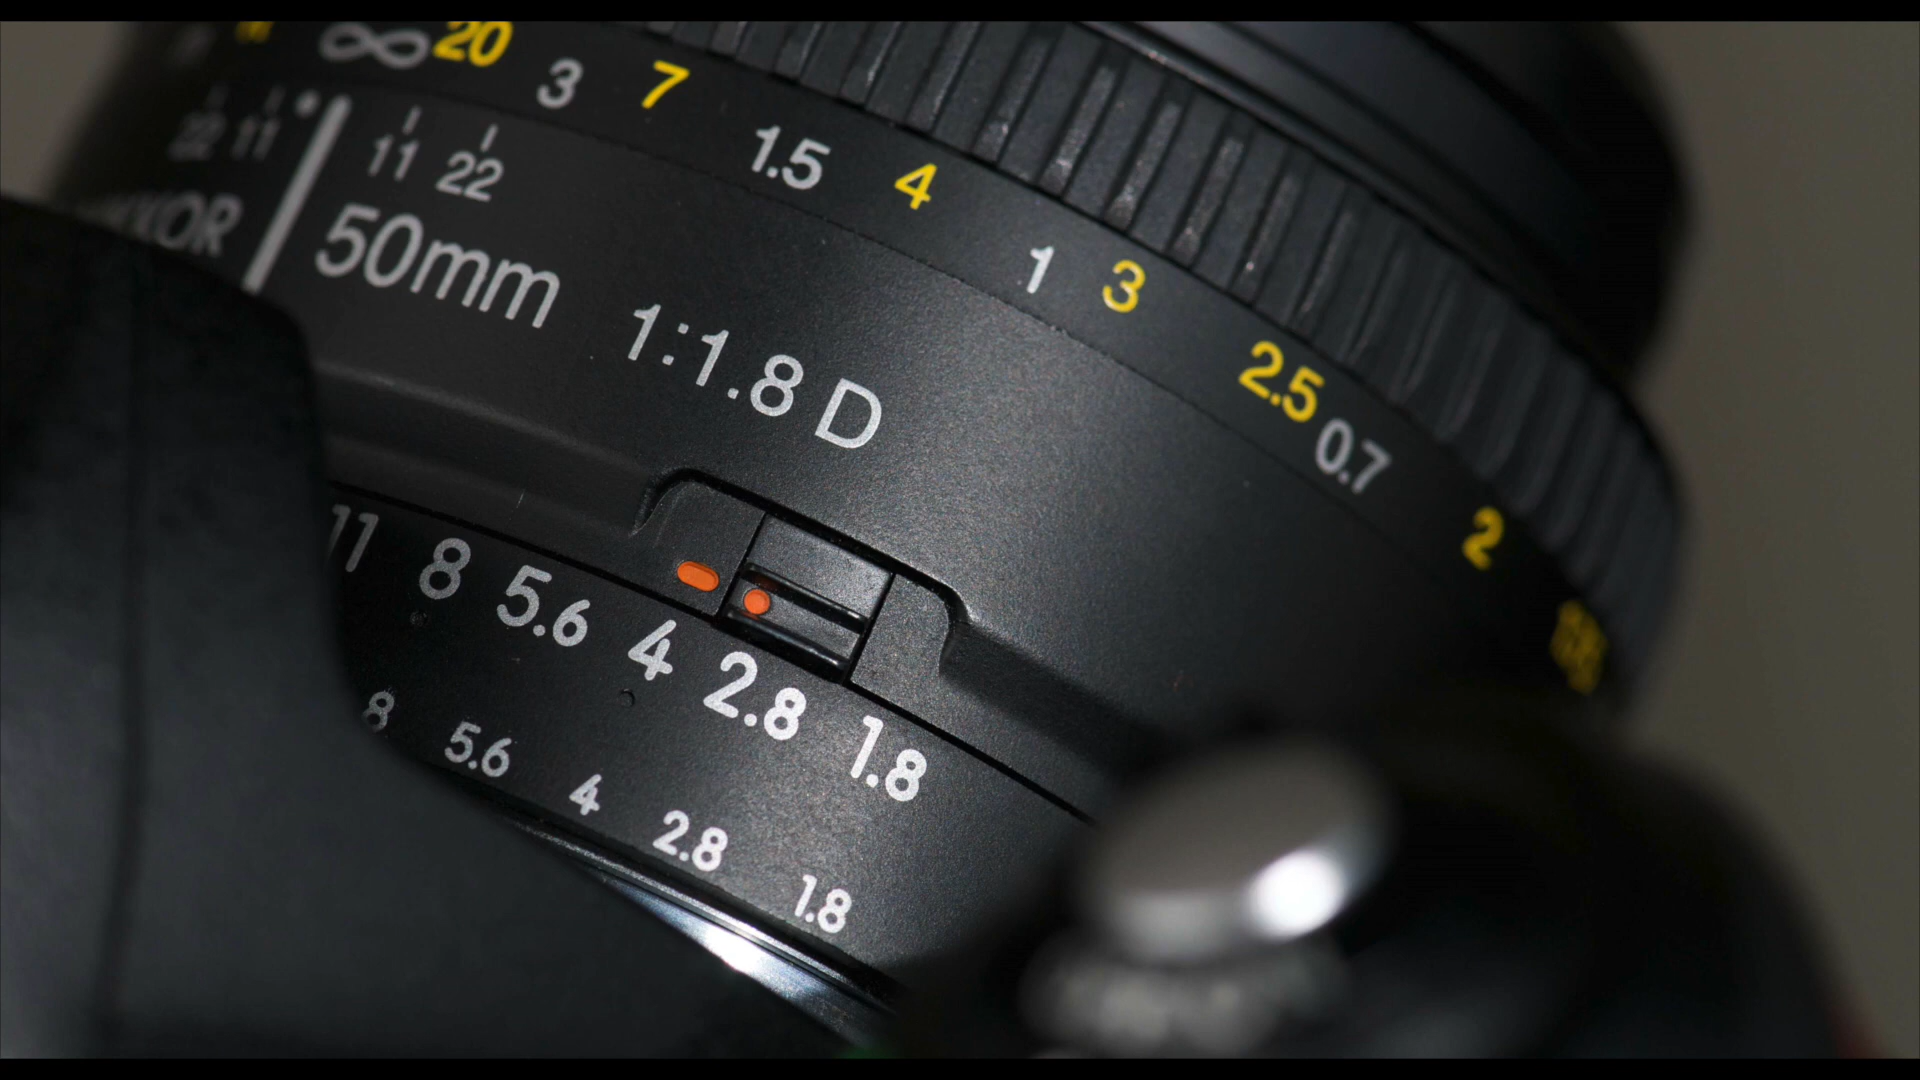 ∞ 20 3 7 1.5 4 1 3 2.5 0.7 2
22 11 11 22
50mm 1:1.8 D
11 8 5.6 4 2.8 1.8
8 5.6 4 2.8 1.8